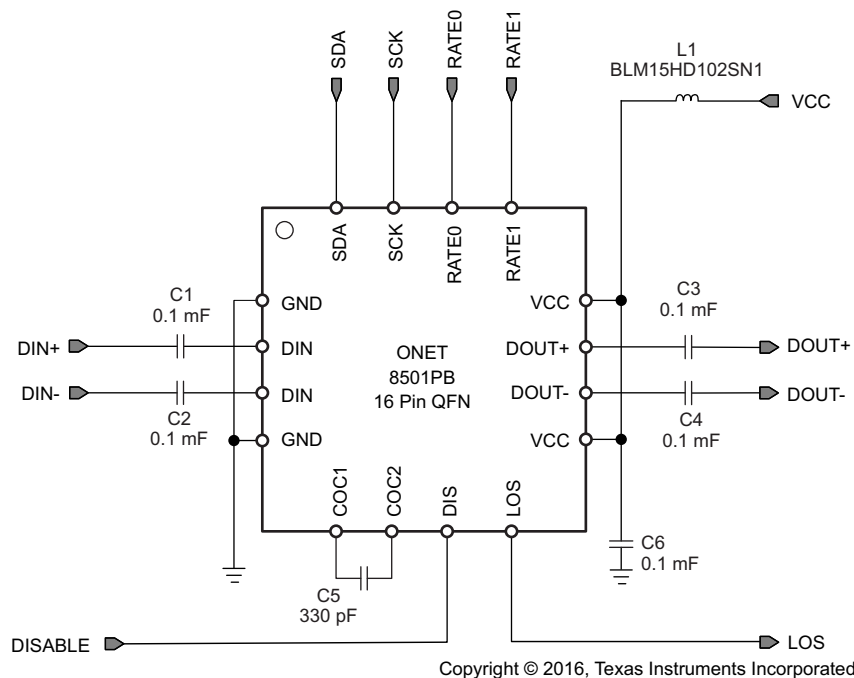 SDA
SCK
RATE0
RATE1
L1
BLM15HD102SN1
VCC
SDA
SCK
RATE0
RATE1
C1
0.1 mF
GND
VCC
C3
0.1 mF
DIN+
DIN
ONET
8501PB
16 Pin QFN
DOUT+
DOUT+
DIN-
DIN
DOUT-
DOUT-
C2
0.1 mF
GND
VCC
C4
0.1 mF
COC1
COC2
DIS
LOS
C6
0.1 mF
C5
330 pF
DISABLE
LOS
Copyright © 2016, Texas Instruments Incorporated